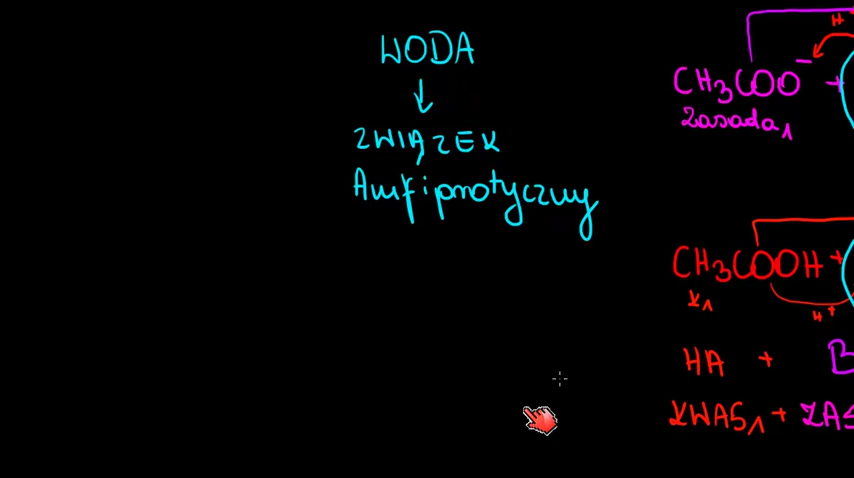 WODA
↓
ZWIĄZEK
Amfiprotyczny
H
CH3COO⁻ +
Zasada1
CH3COOH +
K1
H⁺
HA + B
KWAS1 + ZAS